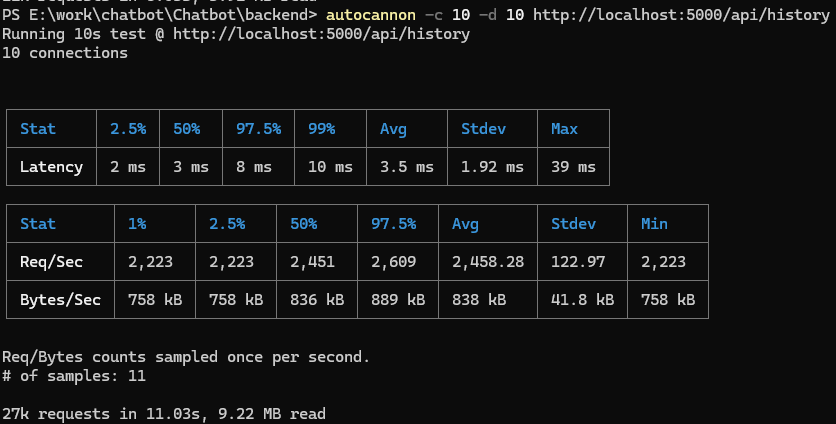 PS E:\work\chatbot\Chatbot\backend> autocannon -c 10 -d 10 http://localhost:5000/api/history
Running 10s test @ http://localhost:5000/api/history
10 connections
Stat 2.5% 50% 97.5% 99% Avg Stdev Max
Latency 2 ms 3 ms 8 ms 10 ms 3.5 ms 1.92 ms 39 ms
Stat 1% 2.5% 50% 97.5% Avg Stdev Min
Req/Sec 2,223 2,223 2,451 2,609 2,458.28 122.97 2,223
Bytes/Sec 758 kB 758 kB 836 kB 889 kB 838 kB 41.8 kB 758 kB
Req/Bytes counts sampled once per second.
# of samples: 11
27k requests in 11.03s, 9.22 MB read